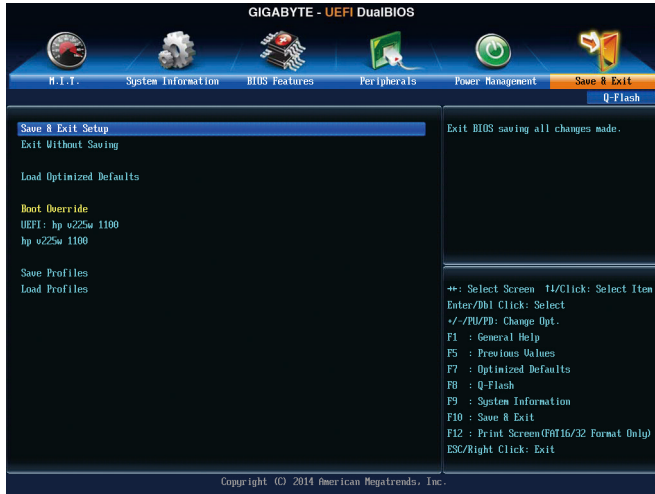 GIGABYTE - UEFI DualBIOS
M.I.T.
System Information
BIOS Features
Peripherals
Power Management
Save & Exit
Q-Flash
Save & Exit Setup
Exit Without Saving
Load Optimized Defaults
Boot Override
UEFI: hp v225w 1100
hp v225w 1100
Save Profiles
Load Profiles
Exit BIOS saving all changes made.
→←: Select Screen ↑↓/Click: Select Item
Enter/Dbl Click: Select
+/-/PU/PD: Change Opt.
F1 : General Help
F5 : Previous Values
F7 : Optimized Defaults
F8 : Q-Flash
F9 : System Information
F10 : Save & Exit
F12 : Print Screen(FAT16/32 Format Only)
ESC/Right Click: Exit
Copyright (C) 2014 American Megatrends, Inc.